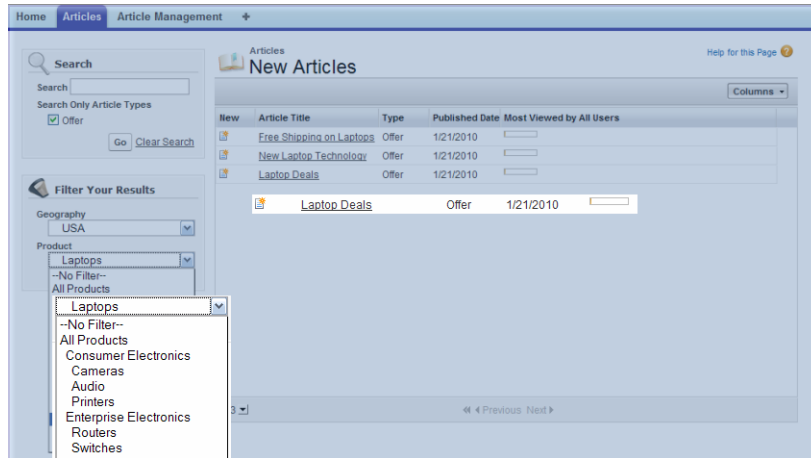 Home Articles Article Management +
Search
Search
Search Only Article Types
Offer
Go Clear Search
Filter Your Results
Geography
USA
Product
Laptops
--No Filter--
All Products
Laptops
--No Filter--
All Products
Consumer Electronics
Cameras
Audio
Printers
Enterprise Electronics
Routers
Switches
Articles
New Articles
Help for this Page ?
Columns
New Article Title Type Published Date Most Viewed by All Users
Free Shipping on Laptops Offer 1/21/2010
New Laptop Technology Offer 1/21/2010
Laptop Deals Offer 1/21/2010
Laptop Deals Offer 1/21/2010
3 Previous Next